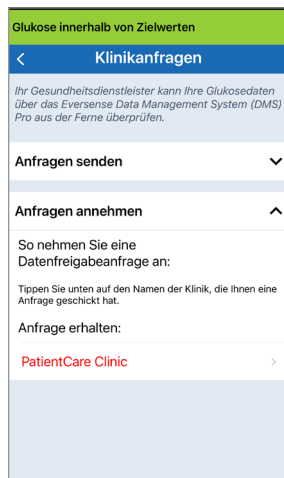 Glukose innerhalb von Zielwerten
Klinikanfragen
Ihr Gesundheitsdienstleister kann Ihre Glukosedaten
über das Eversense Data Management System (DMS)
Pro aus der Ferne überprüfen.
Anfragen senden
Anfragen annehmen
So nehmen Sie eine
Datenfreigabeanfrage an:
Tippen Sie unten auf den Namen der Klinik, die Ihnen eine
Anfrage geschickt hat.
Anfrage erhalten:
PatientCare Clinic